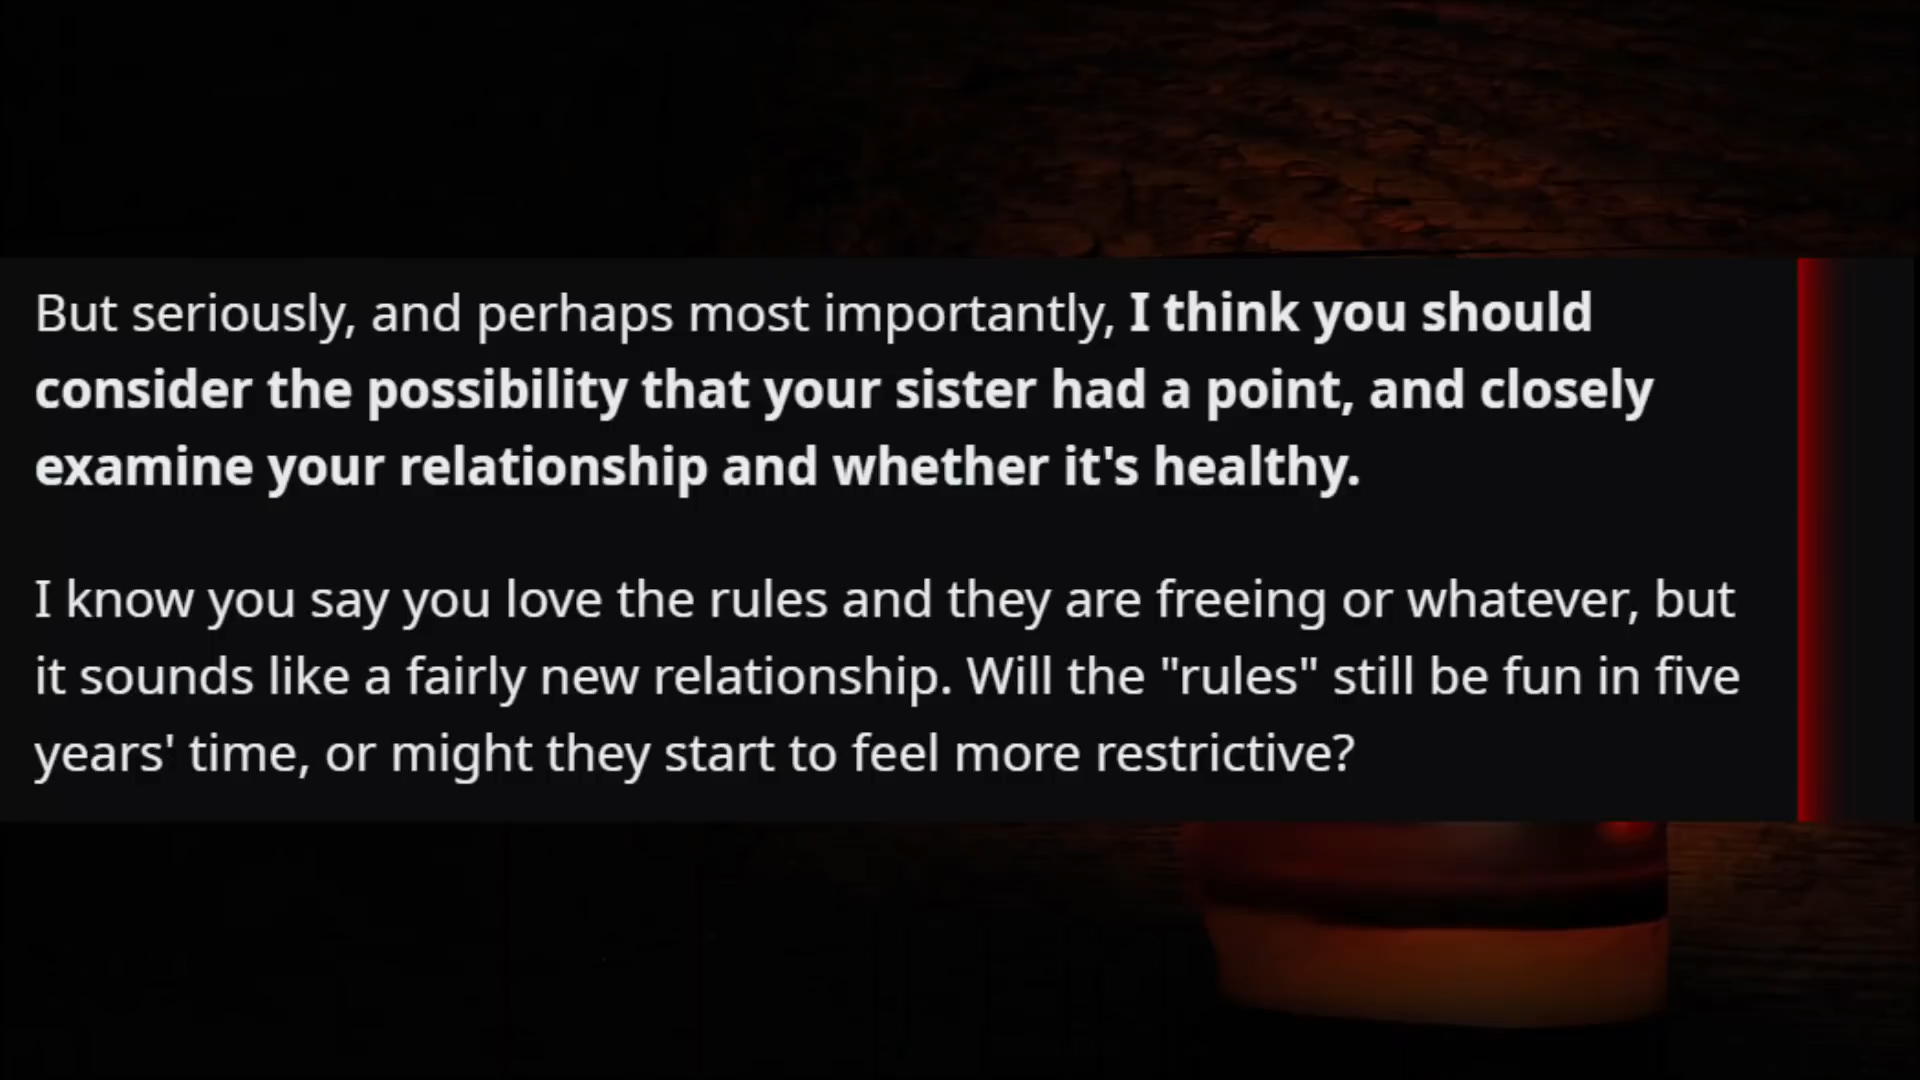 But seriously, and perhaps most importantly, I think you should
consider the possibility that your sister had a point, and closely
examine your relationship and whether it's healthy.
I know you say you love the rules and they are freeing or whatever, but
it sounds like a fairly new relationship. Will the "rules" still be fun in five
years' time, or might they start to feel more restrictive?